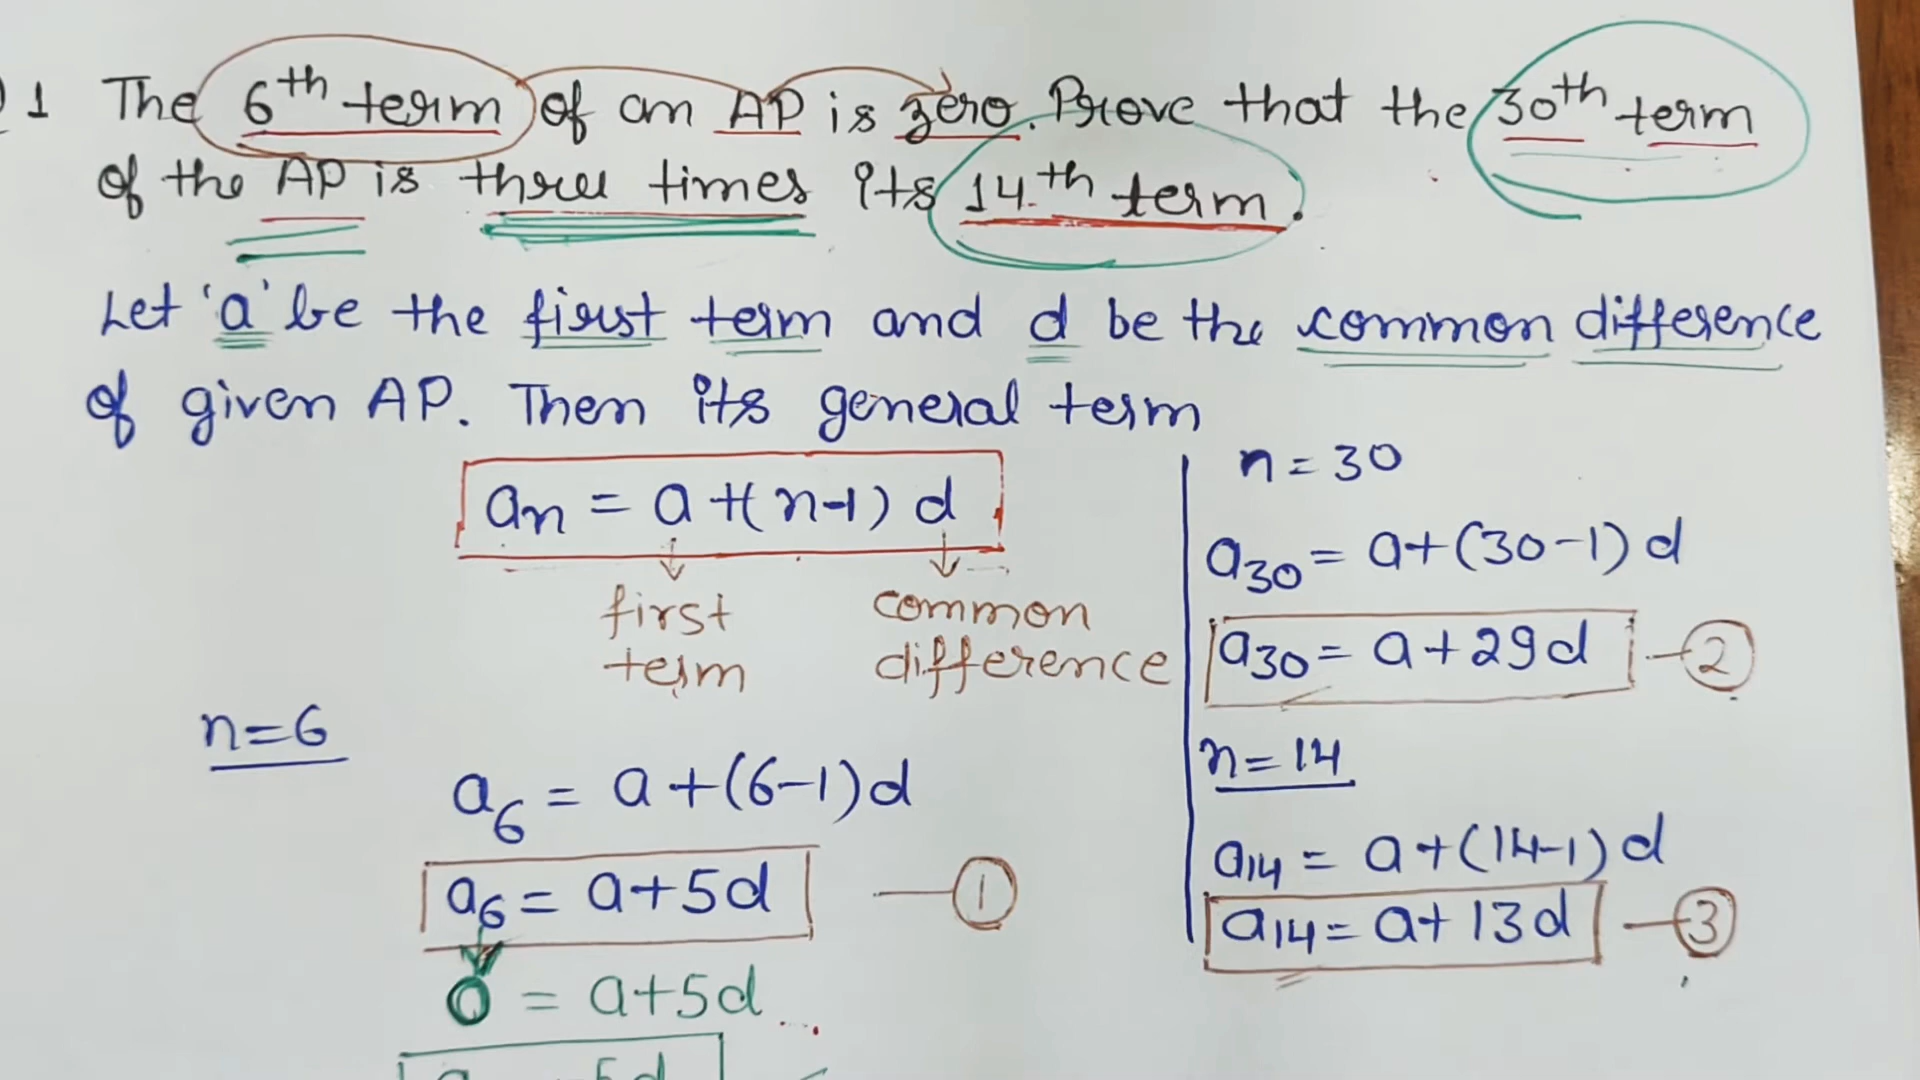 1 The 6th term of an AP is zero. Prove that the 30th term
of the AP is three times its 14th term.
Let 'a' be the first term and d be the common difference
of given AP. Then its general term
an = a+(n-1) d
first term
common difference
n=6
a6 = a+(6-1)d
a6 = a+5d — 1
0 = a+5d
n=30
a30 = a+(30-1) d
a30 = a+29d — 2
n=14
a14 = a+(14-1) d
a14 = a+13d — 3